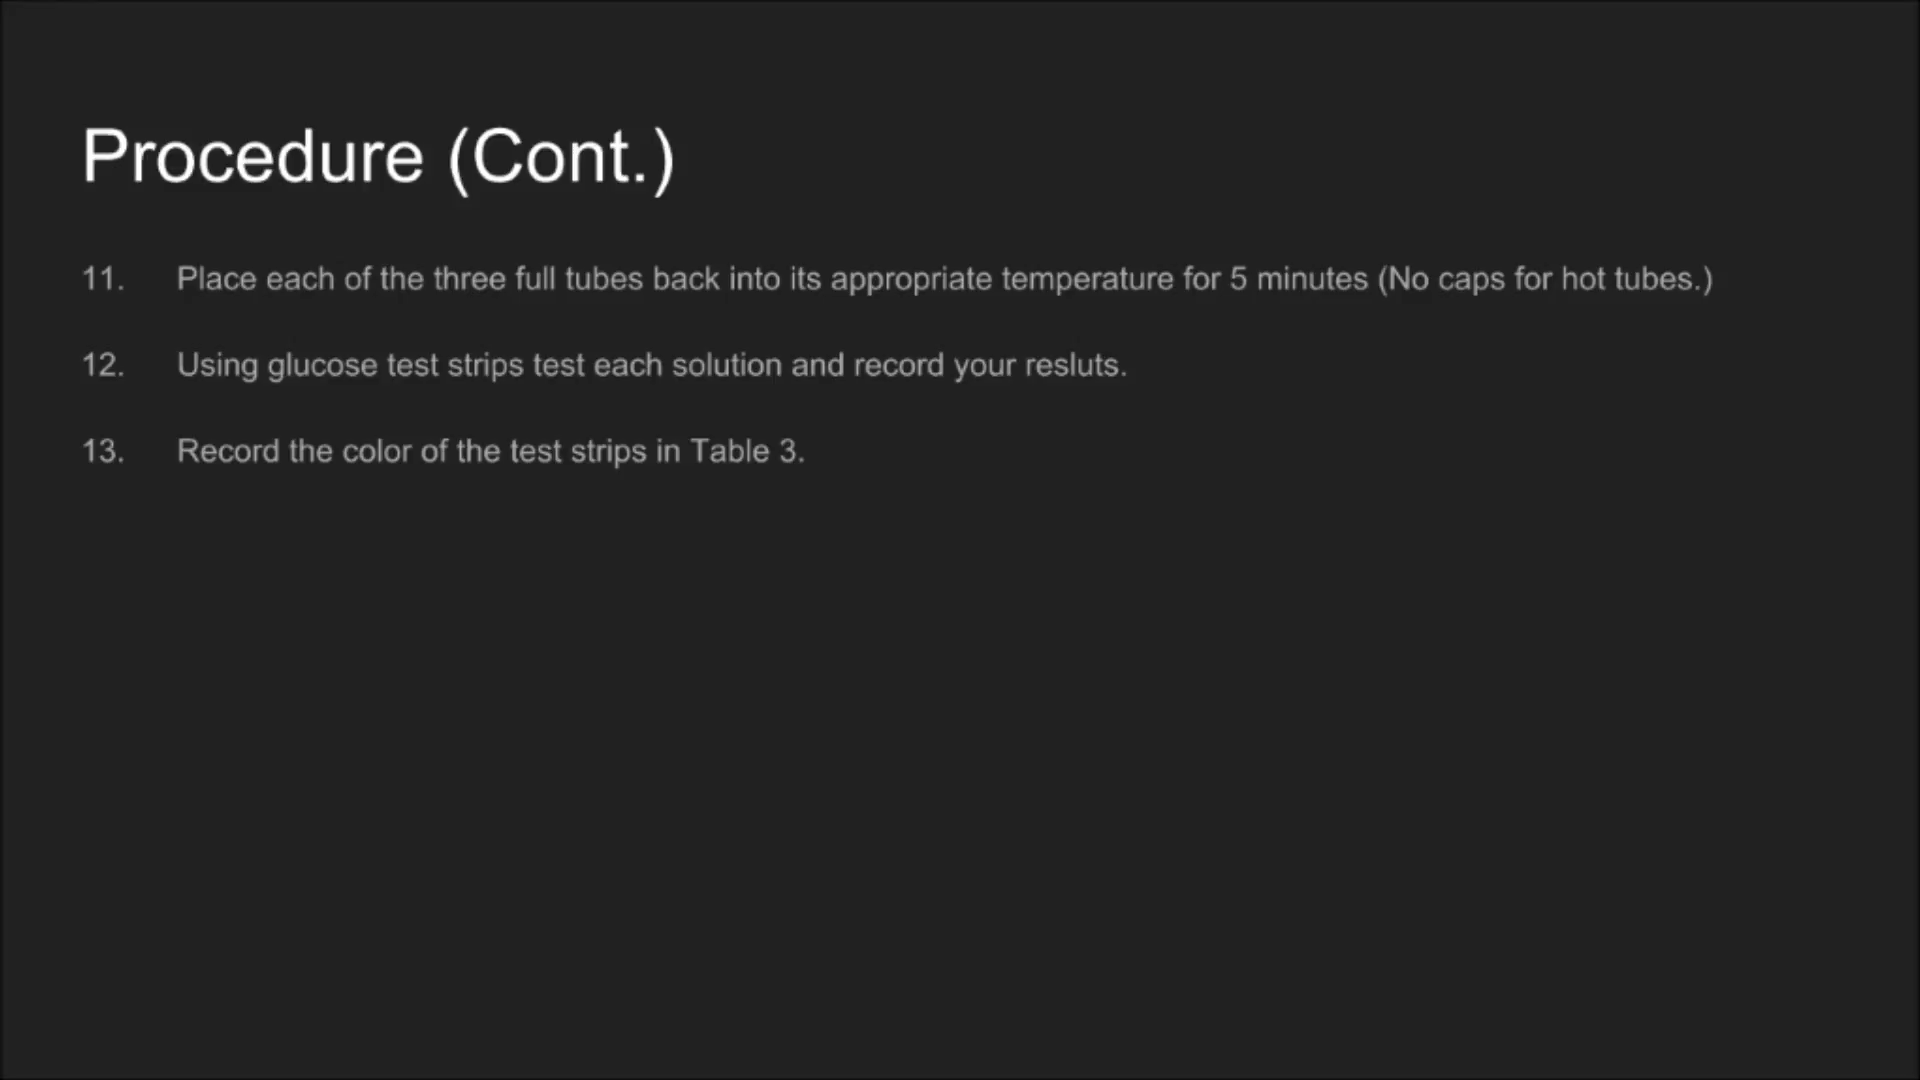 Procedure (Cont.)
11. Place each of the three full tubes back into its appropriate temperature for 5 minutes (No caps for hot tubes.)
12. Using glucose test strips test each solution and record your resluts.
13. Record the color of the test strips in Table 3.